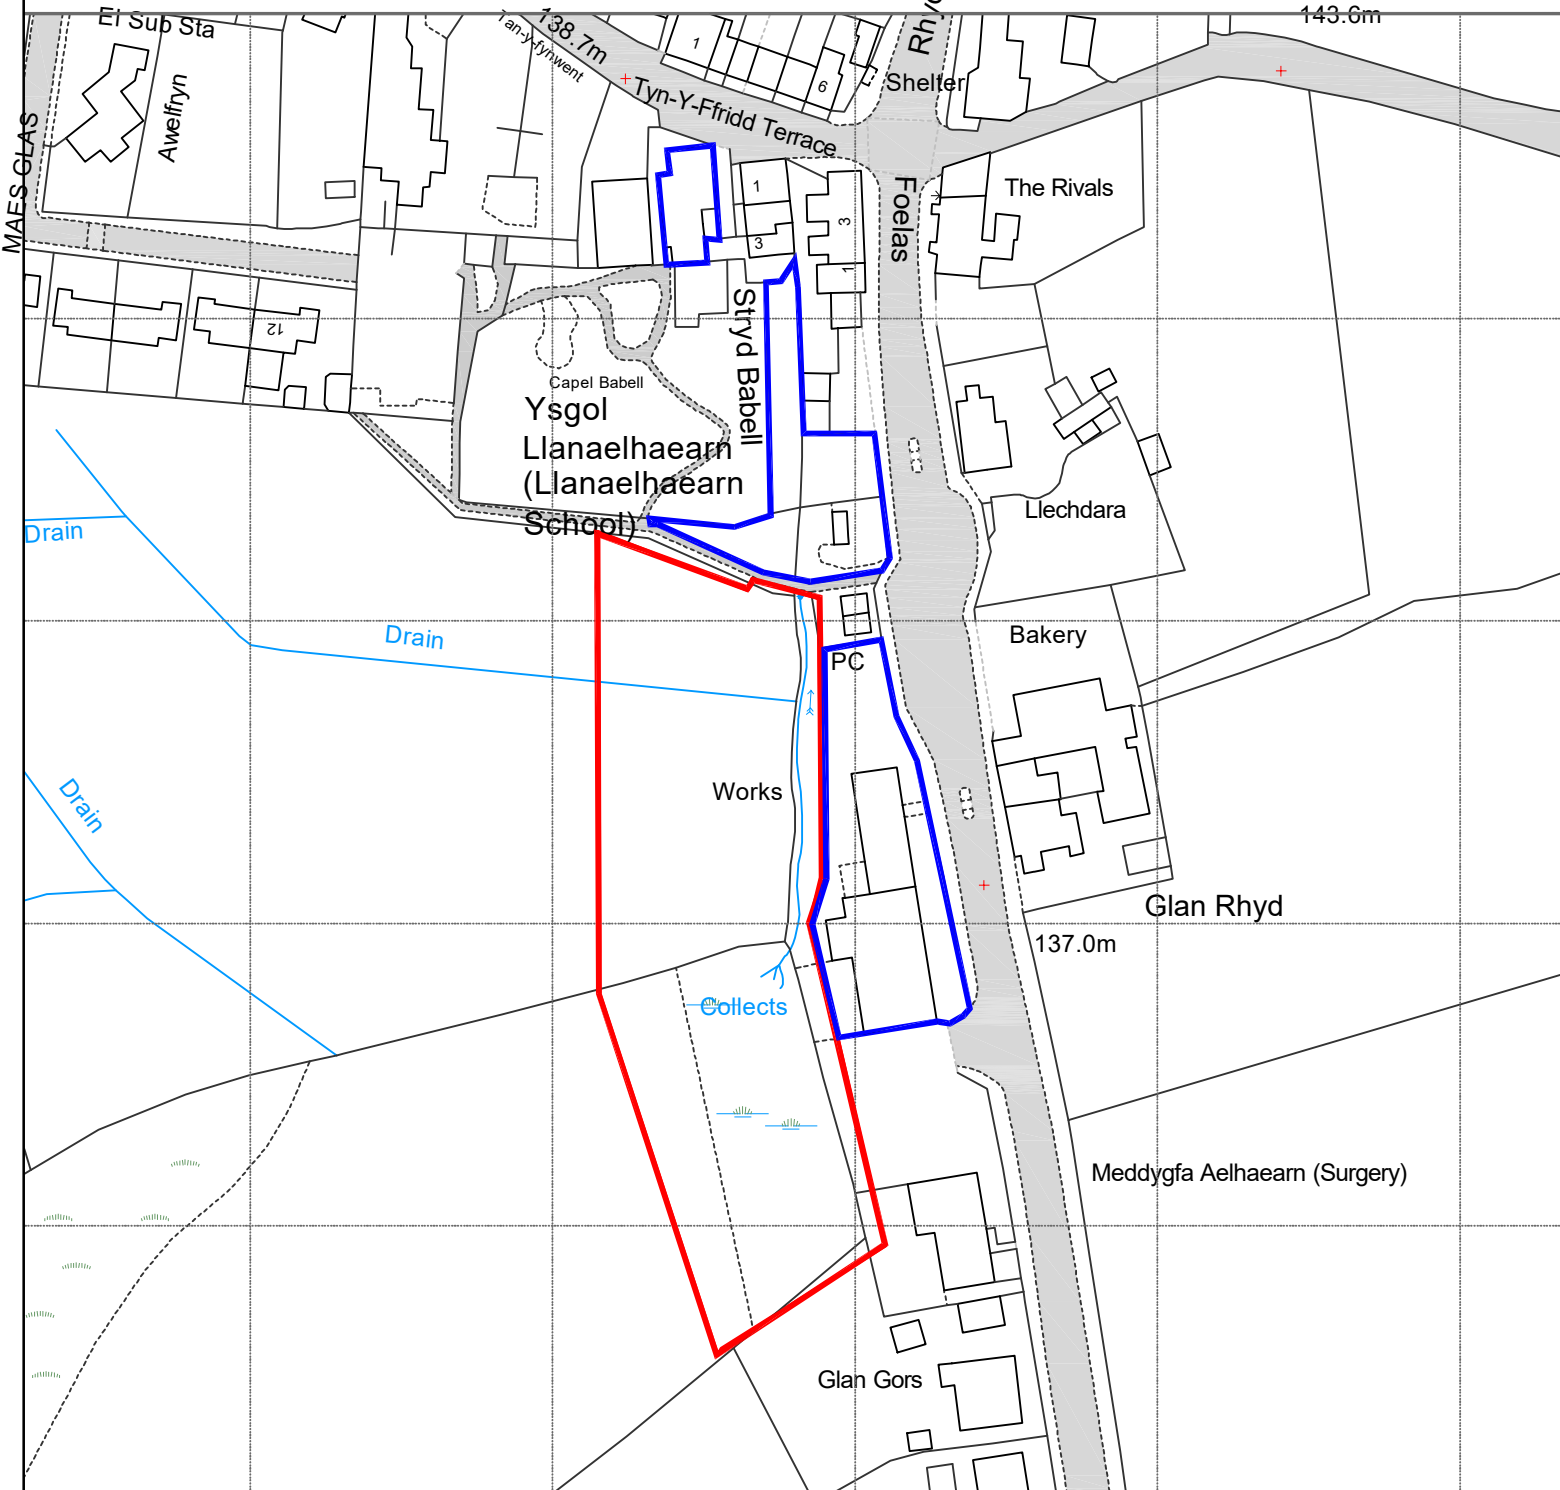 El Sub Sta
138.7m
Tan-y-fynwent
1
6
Rhyd
143.6m
Shelter
Awelfryn
MAES GLAS
Tyn-Y-Ffridd Terrace
1
3
3
1
Foelas
The Rivals
12
Stryd Babell
Capel Babell
Ysgol
Llanaelhaearn
(Llanaelhaearn
School)
Llechdara
Drain
Drain
Bakery
PC
Drain
Works
Glan Rhyd
137.0m
Collects
Meddygfa Aelhaearn (Surgery)
Glan Gors